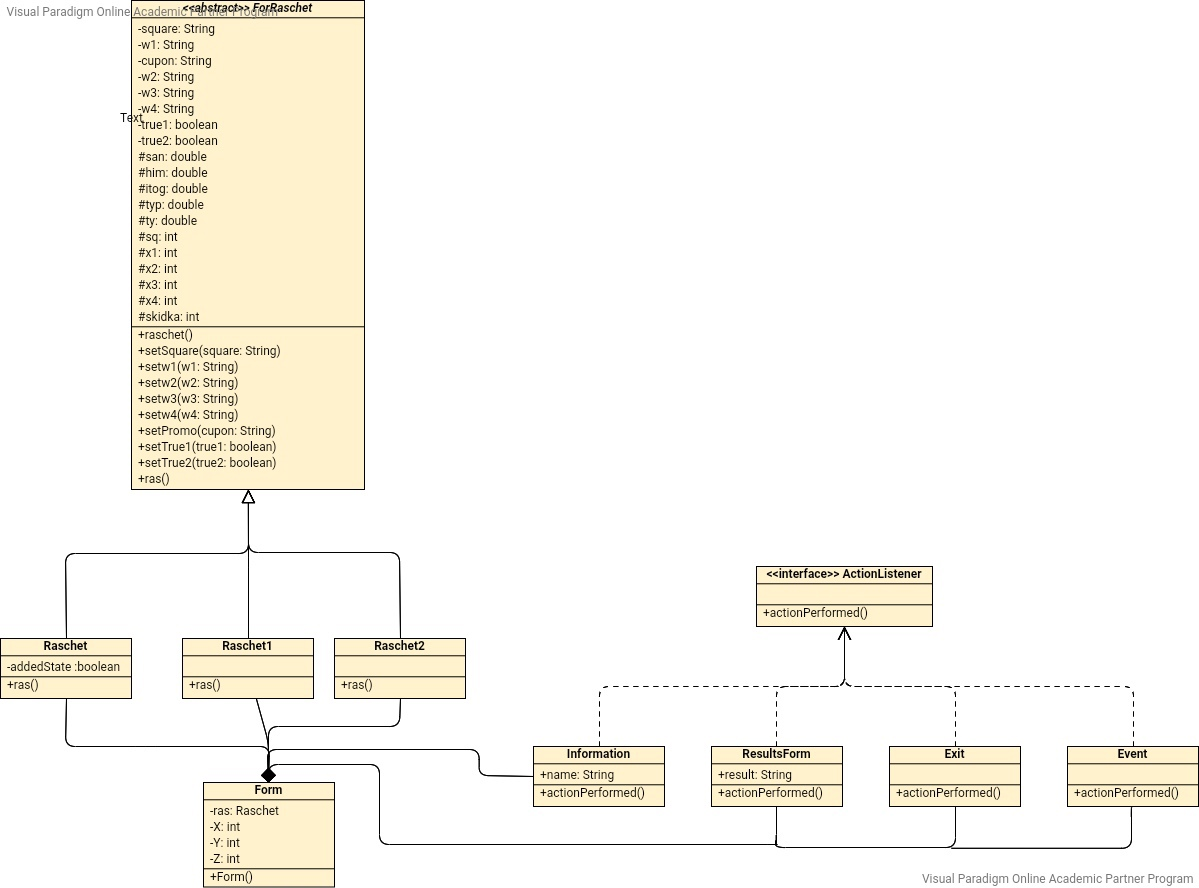 Visual Paradigm Online Academic Partner Program
<<abstract>> ForRaschet
-square: String
-w1: String
-cupon: String
-w2: String
-w3: String
-w4: String
Text
-true1: boolean
-true2: boolean
#san: double
#him: double
#itog: double
#typ: double
#ty: double
#sq: int
#x1: int
#x2: int
#x3: int
#x4: int
#skidka: int
+raschet()
+setSquare(square: String)
+setw1(w1: String)
+setw2(w2: String)
+setw3(w3: String)
+setw4(w4: String)
+setPromo(cupon: String)
+setTrue1(true1: boolean)
+setTrue2(true2: boolean)
+ras()
<<interface>> ActionListener
+actionPerformed()
Raschet
-addedState :boolean
+ras()
Raschet1
+ras()
Raschet2
+ras()
Information
+name: String
+actionPerformed()
ResultsForm
+result: String
+actionPerformed()
Exit
+actionPerformed()
Event
+actionPerformed()
Form
-ras: Raschet
-X: int
-Y: int
-Z: int
+Form()
Visual Paradigm Online Academic Partner Program